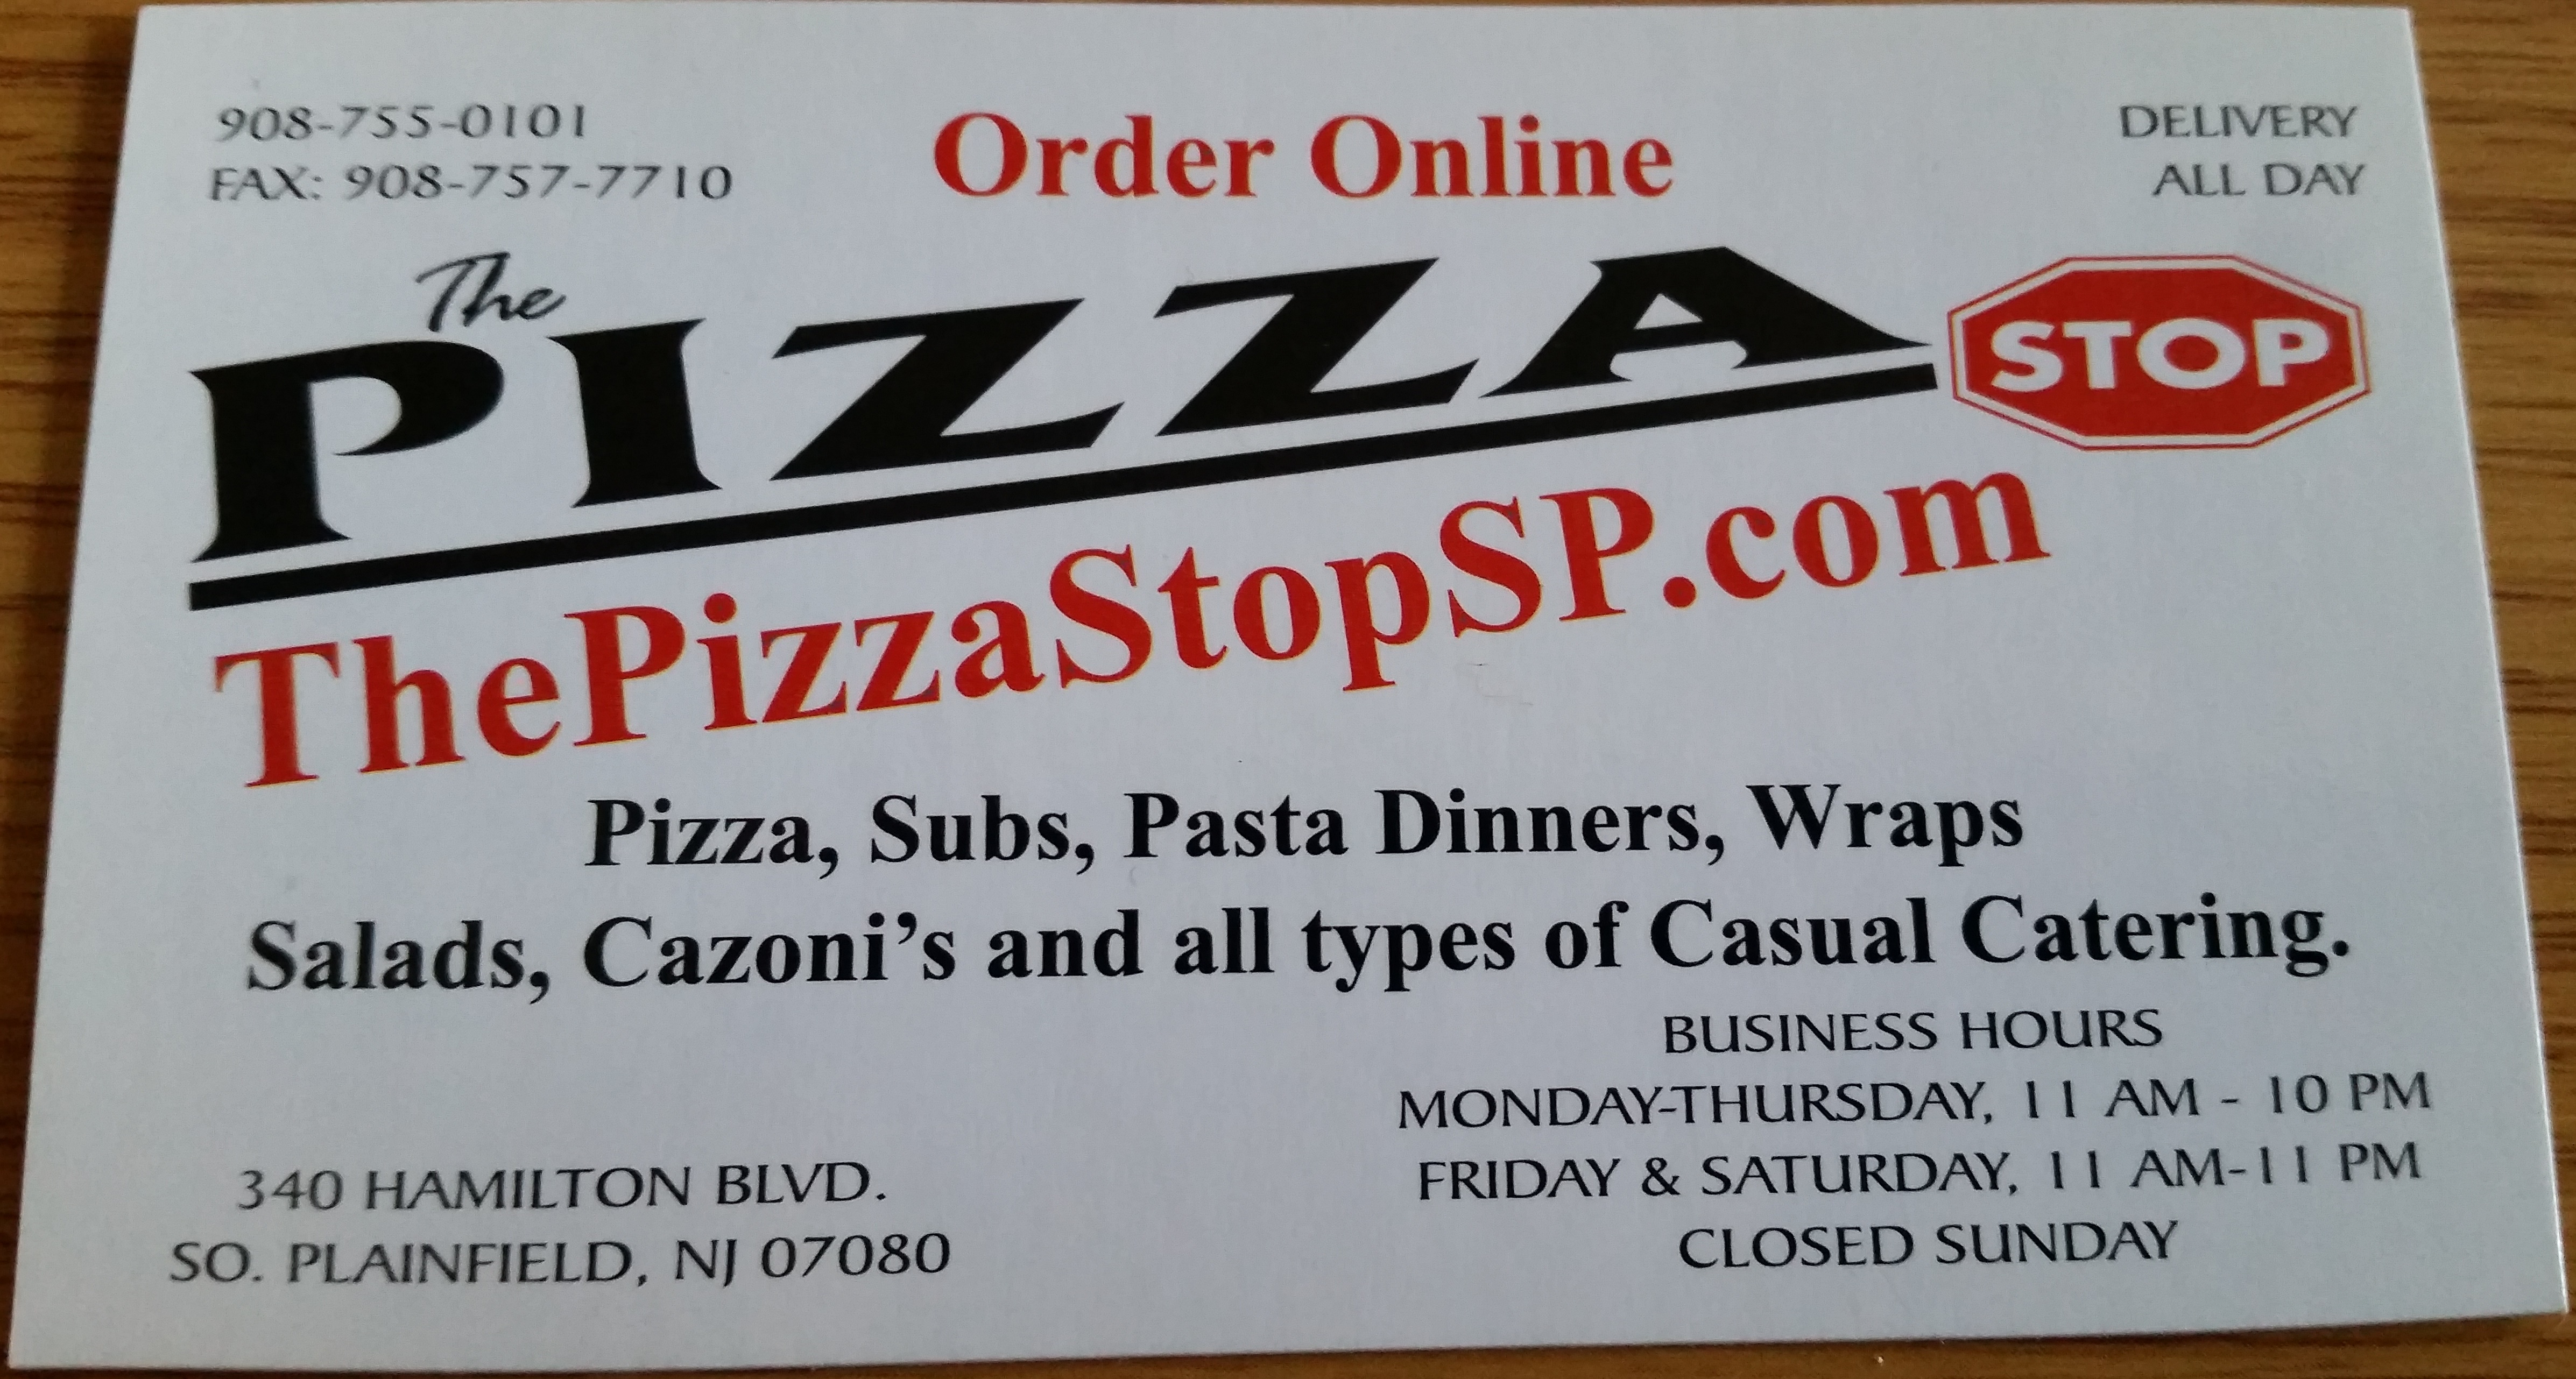 908-755-0101
FAX: 908-757-7710
Order Online
DELIVERY
ALL DAY
The
PIZZA STOP
ThePizzaStopSP.com
Pizza, Subs, Pasta Dinners, Wraps
Salads, Cazoni's and all types of Casual Catering.
340 HAMILTON BLVD.
SO. PLAINFIELD, NJ 07080
BUSINESS HOURS
MONDAY-THURSDAY, 11 AM - 10 PM
FRIDAY & SATURDAY, 11 AM-11 PM
CLOSED SUNDAY